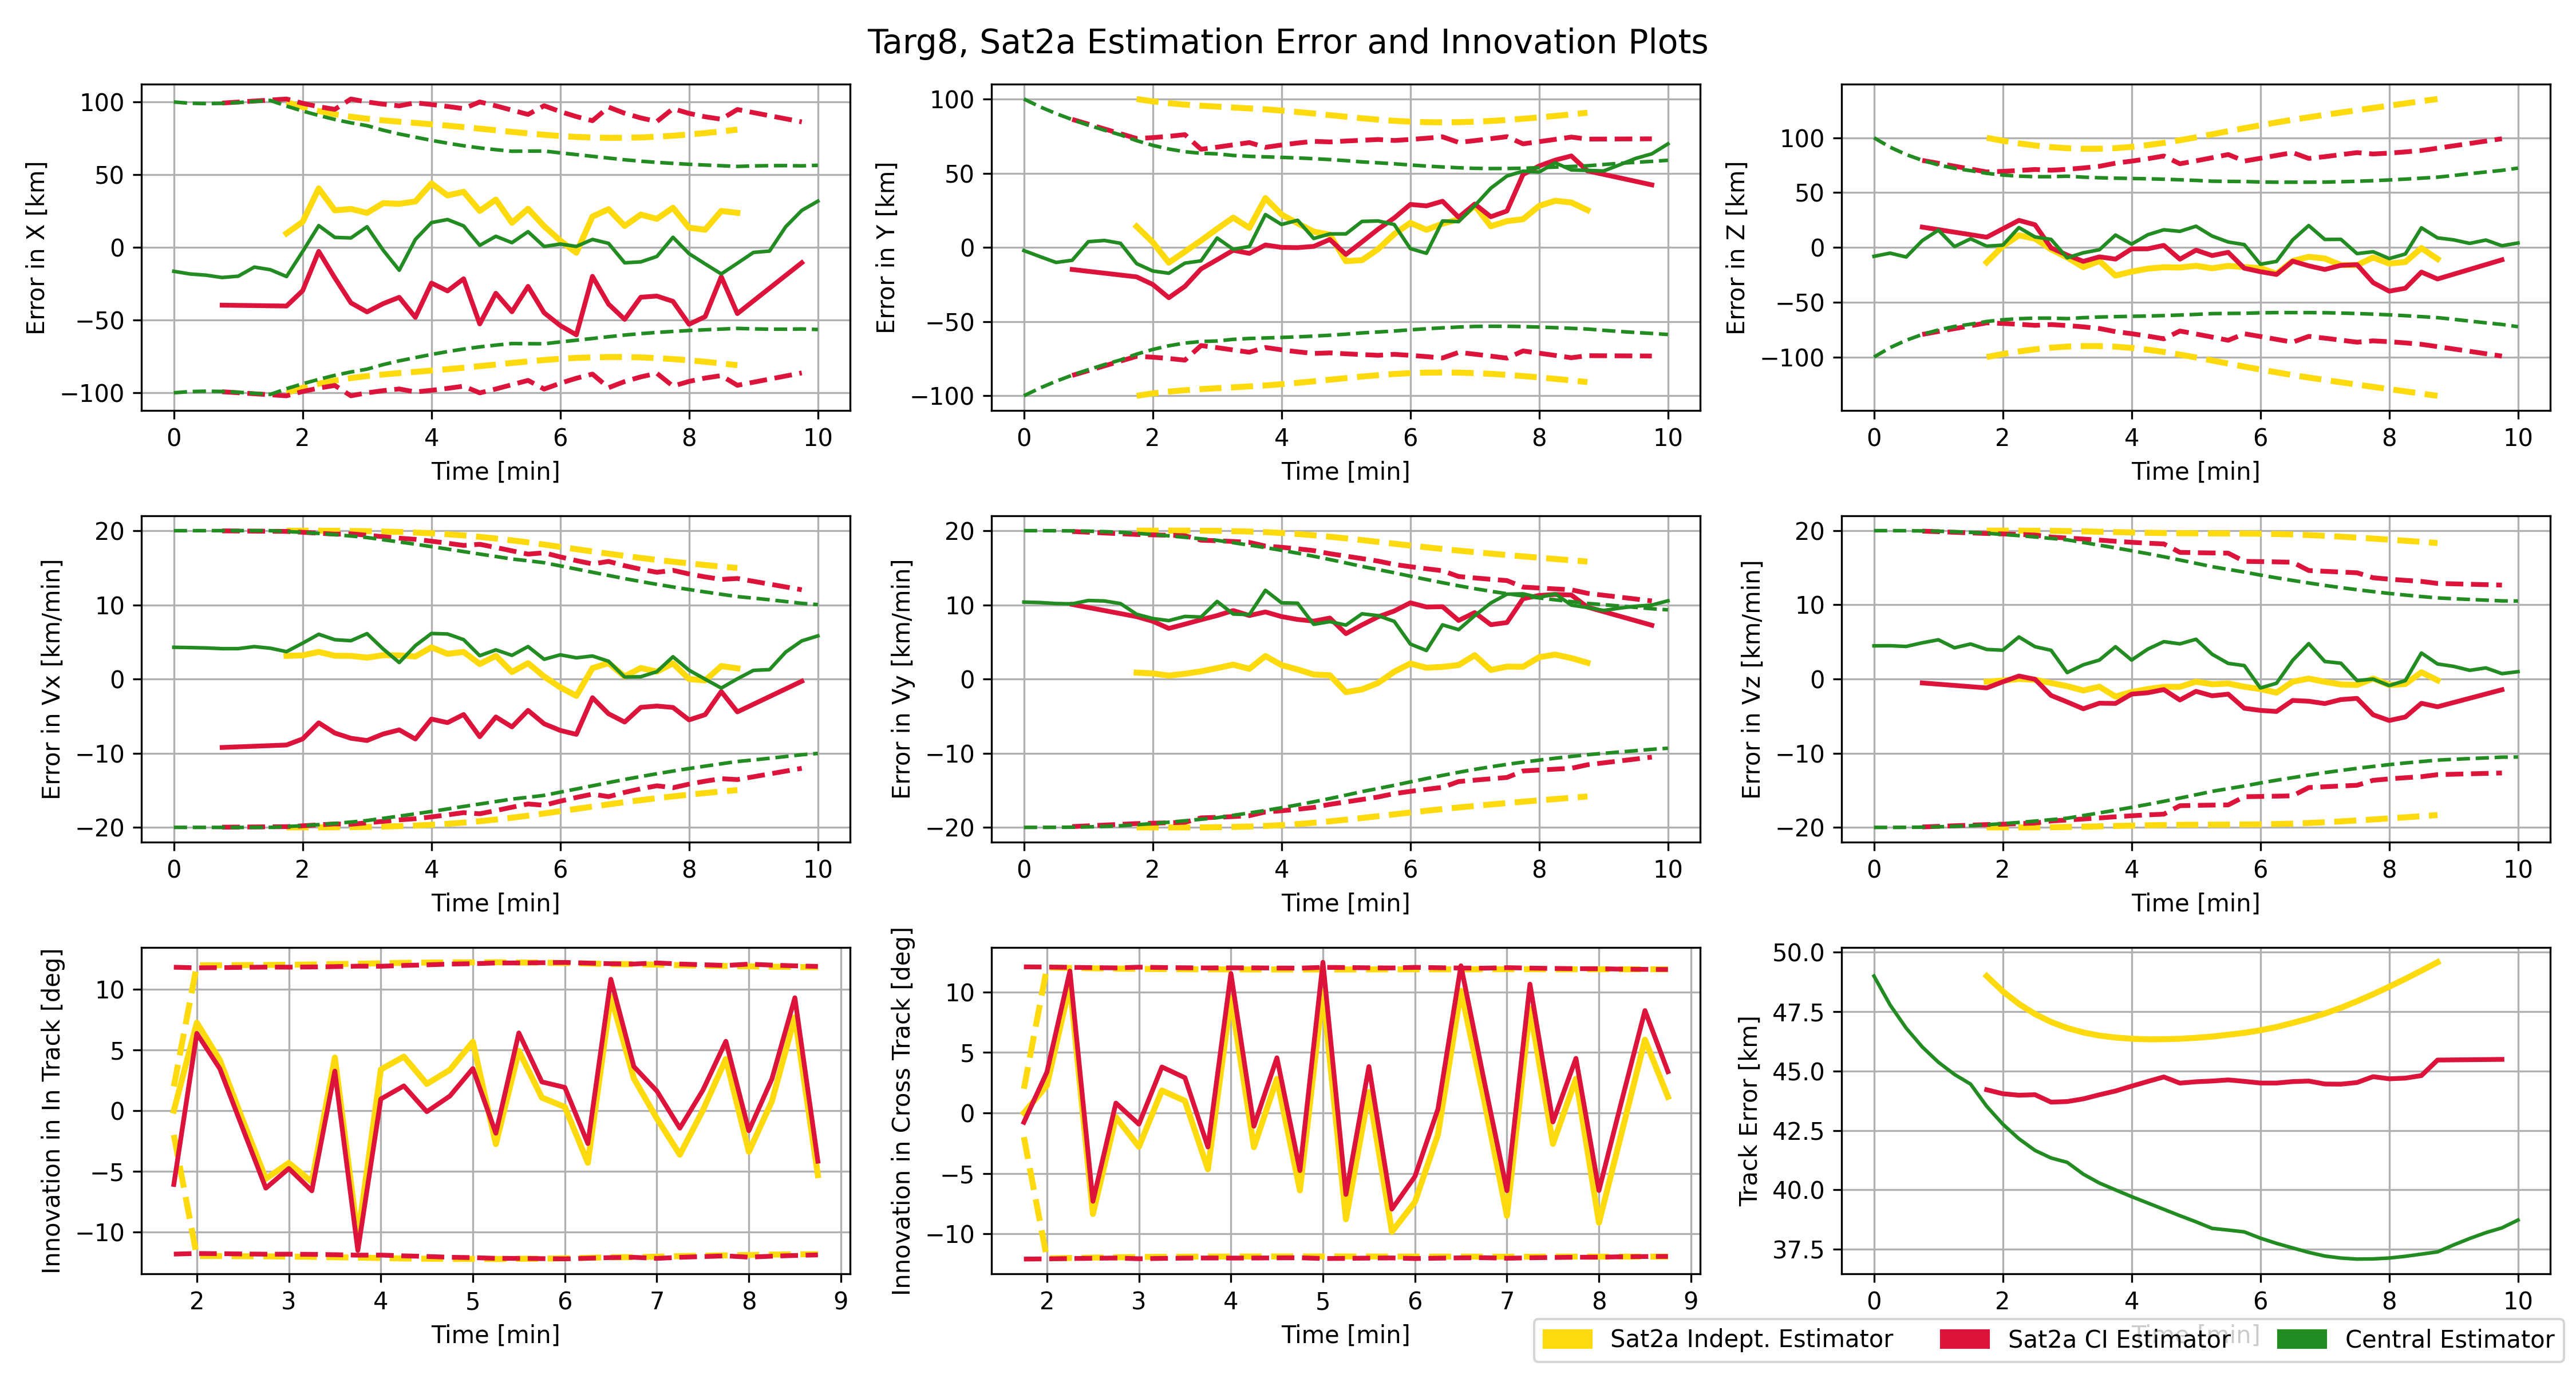 Targ8, Sat2a Estimation Error and Innovation Plots
Error in X [km]
100
50
0
−50
−100
0 2 4 6 8 10
Time [min]
Error in Y [km]
100
50
0
−50
−100
0 2 4 6 8 10
Time [min]
Error in Z [km]
100
50
0
−50
−100
0 2 4 6 8 10
Time [min]
Error in Vx [km/min]
20
10
0
−10
−20
0 2 4 6 8 10
Time [min]
Error in Vy [km/min]
20
10
0
−10
−20
0 2 4 6 8 10
Time [min]
Error in Vz [km/min]
20
10
0
−10
−20
0 2 4 6 8 10
Time [min]
Innovation in In Track [deg]
10
5
0
−5
−10
2 3 4 5 6 7 8 9
Time [min]
Innovation in Cross Track [deg]
10
5
0
−5
−10
2 3 4 5 6 7 8 9
Time [min]
Track Error [km]
50.0
47.5
45.0
42.5
40.0
37.5
0 2 4 6 8 10
Time [min]
Sat2a Indept. Estimator Sat2a CI Estimator Central Estimator